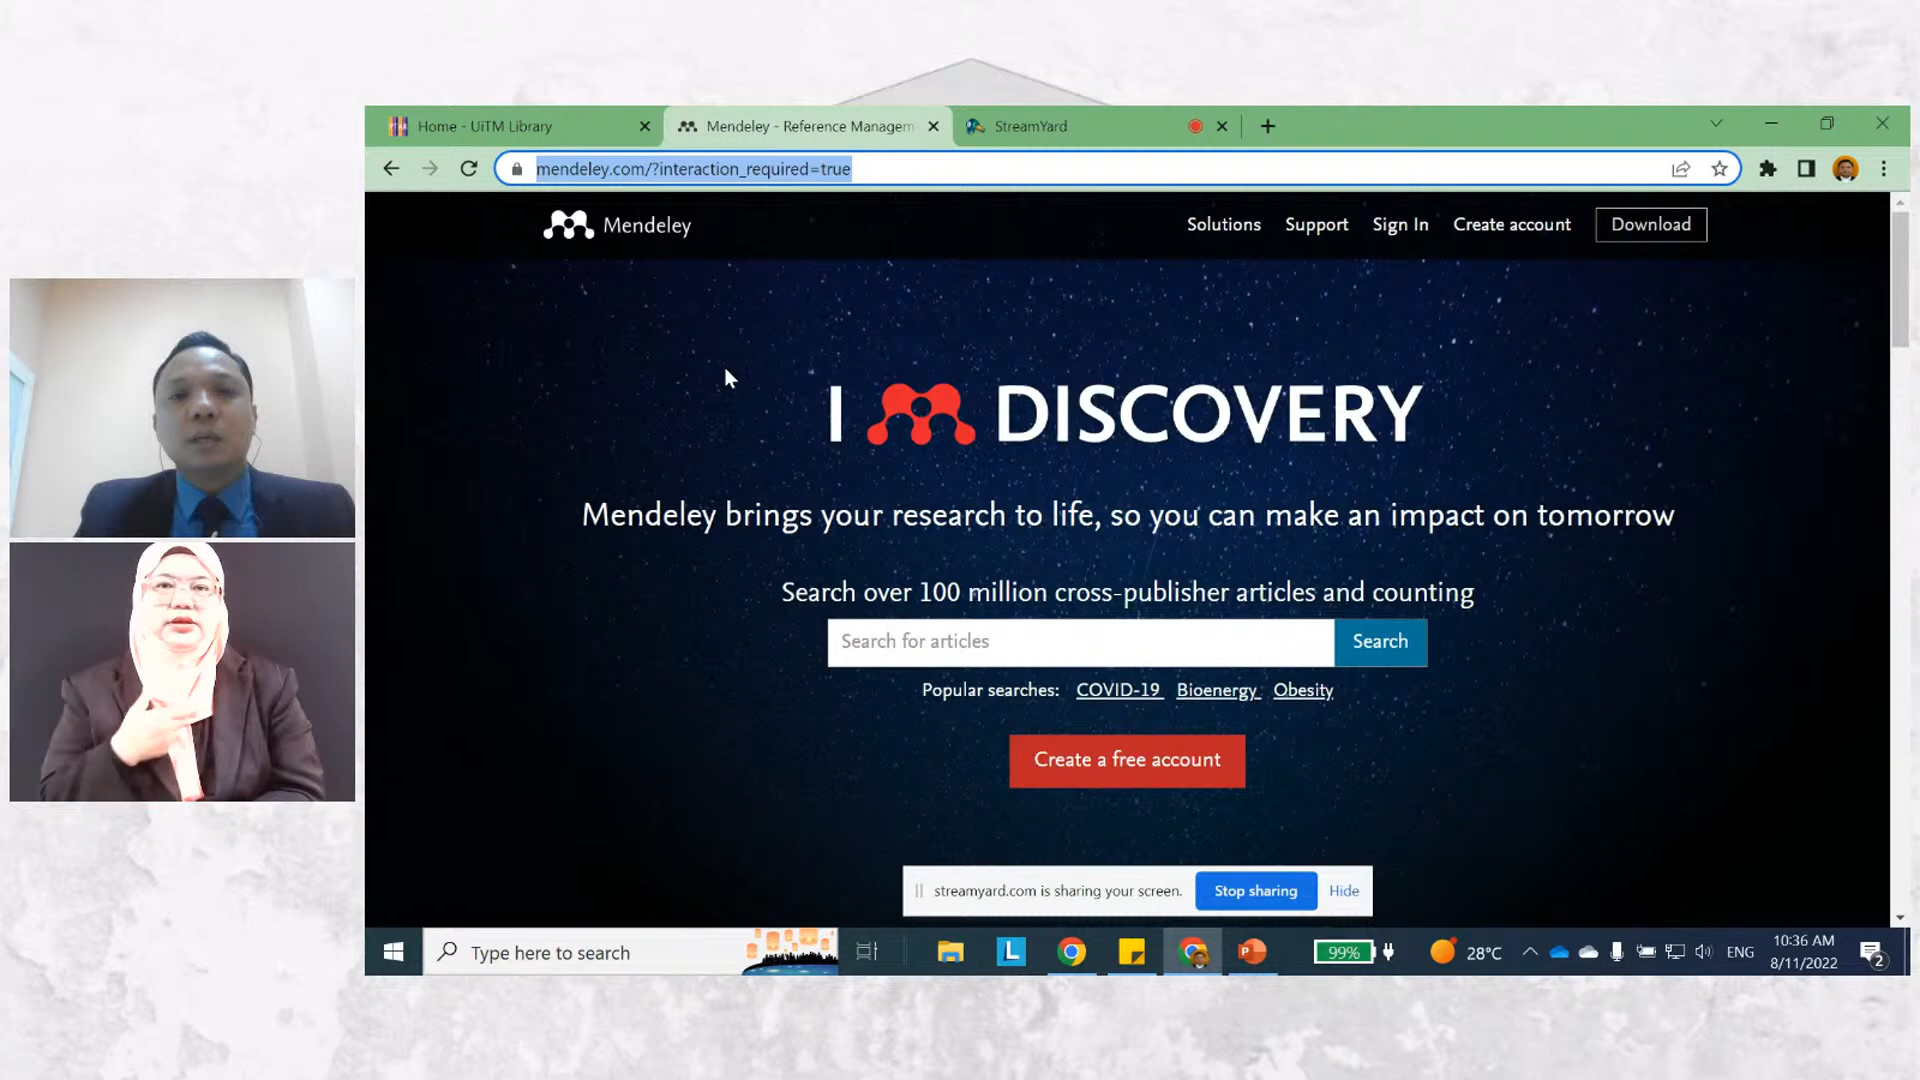 Home - UiTM Library
Mendeley - Reference Managem
StreamYard
mendeley.com/?interaction_required=true
Mendeley
Solutions
Support
Sign In
Create account
Download
I DISCOVERY
Mendeley brings your research to life, so you can make an impact on tomorrow
Search over 100 million cross-publisher articles and counting
Search for articles
Search
Popular searches: COVID-19 Bioenergy Obesity
Create a free account
streamyard.com is sharing your screen.
Stop sharing
Hide
Type here to search
L
P
99%
28°C
ENG
10:36 AM
8/11/2022
2